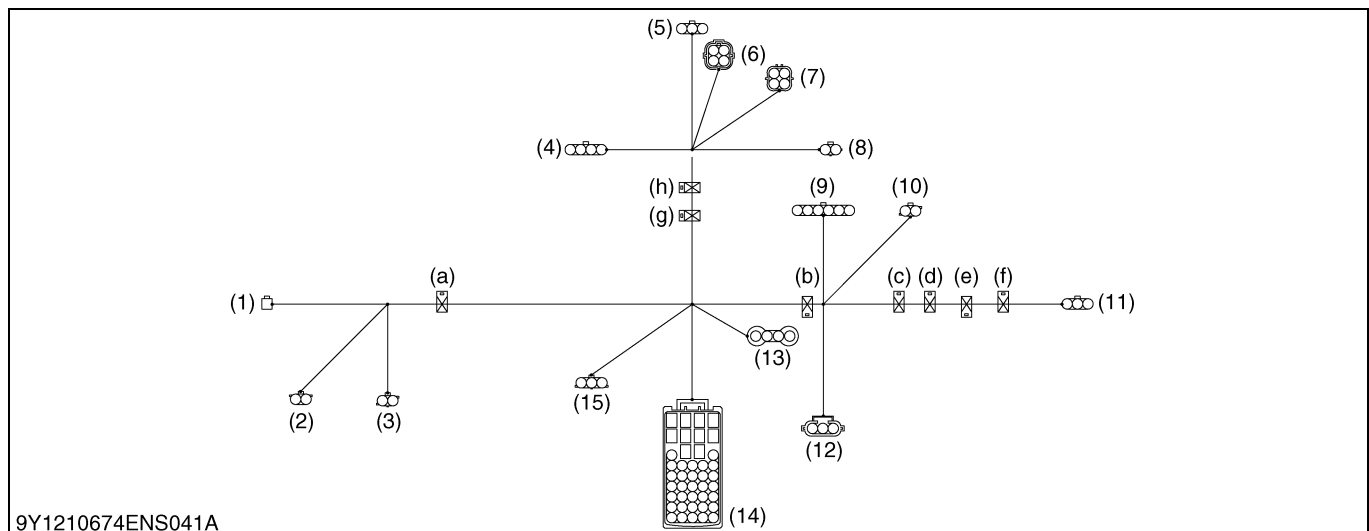 (5)
(6)
(7)
(4)
(8)
(h)
(9)
(10)
(g)
(a)
(b)
(c)
(d)
(e)
(f)
(1)
(11)
(13)
(15)
(2)
(3)
(12)
(14)
9Y1210674ENS041A